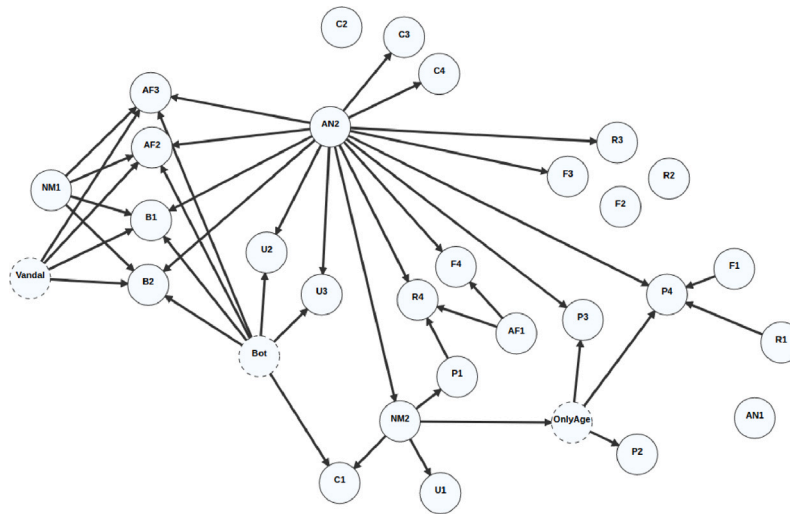 C2
C3
C4
AF3
AN2
AF2
R3
F3
R2
NM1
F2
B1
U2
F4
F1
Vandal
B2
U3
R4
P4
P3
AF1
R1
Bot
P1
AN1
NM2
OnlyAge
P2
C1
U1